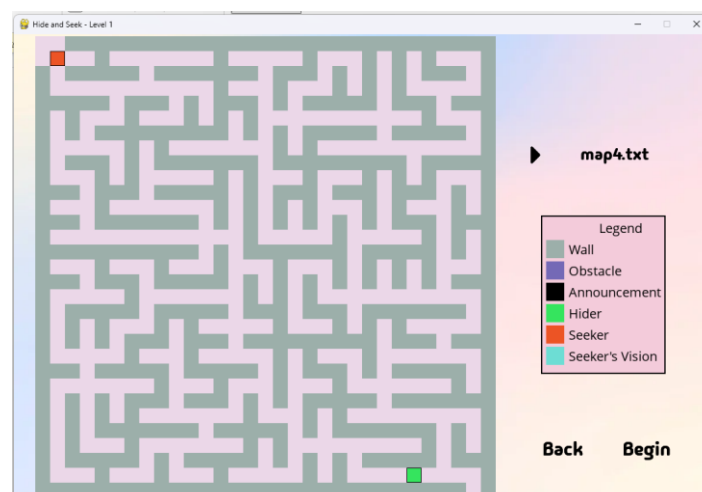 Hide and Seek - Level 1
map4.txt
Legend
Wall
Obstacle
Announcement
Hider
Seeker
Seeker's Vision
Back
Begin